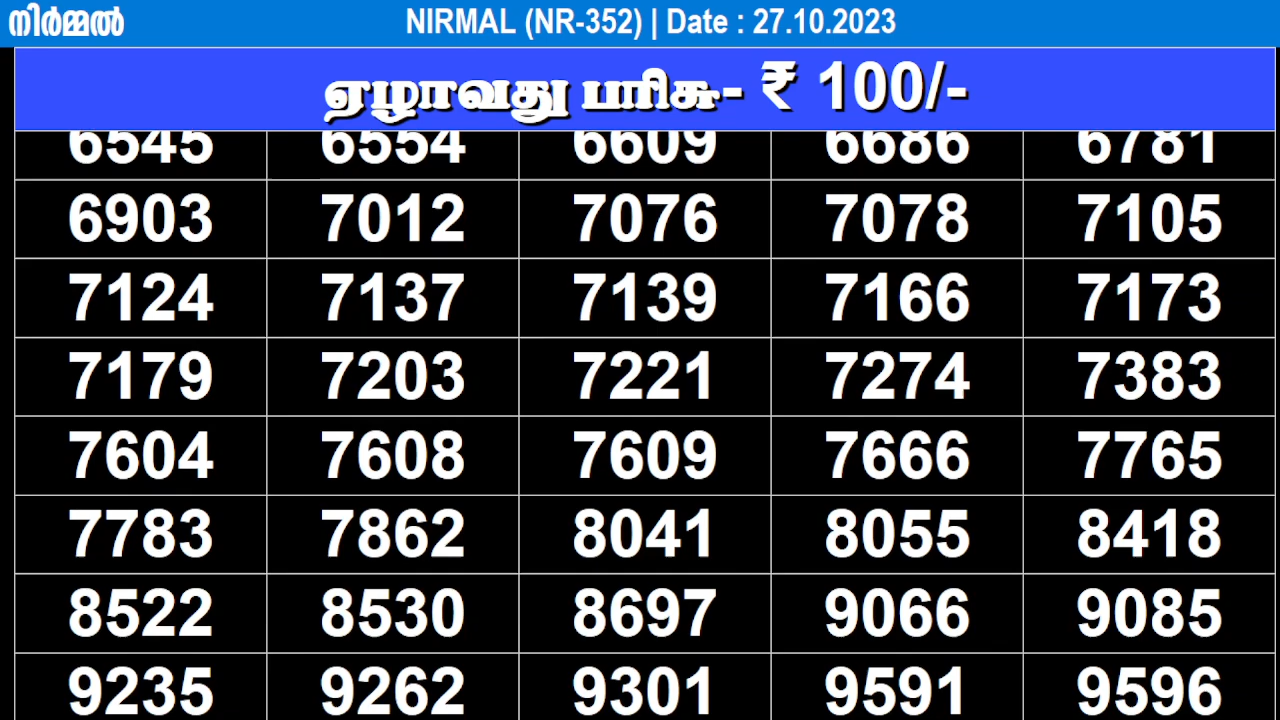 നിർമ്മൽ NIRMAL (NR-352) | Date : 27.10.2023
ஏழாவது பரிசு- ₹ 100/-
6545 6554 6609 6686 6781
6903 7012 7076 7078 7105
7124 7137 7139 7166 7173
7179 7203 7221 7274 7383
7604 7608 7609 7666 7765
7783 7862 8041 8055 8418
8522 8530 8697 9066 9085
9235 9262 9301 9591 9596